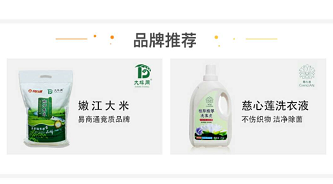 品牌推荐
嫩江大米
爵商通竞质品牌
慈心莲洗衣液
不伤织物 洁净除菌